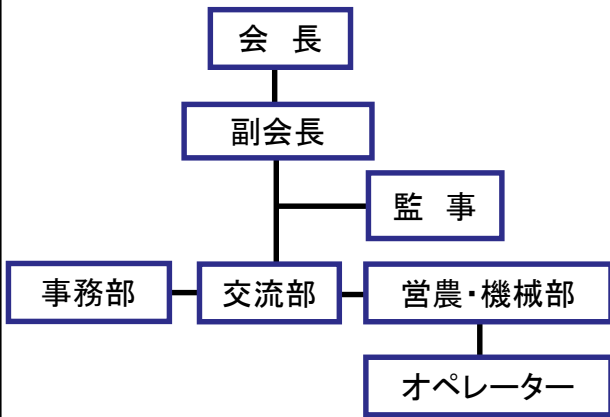 会　長
副会長
監　事
事務部
交流部
営農・機械部
オペレーター